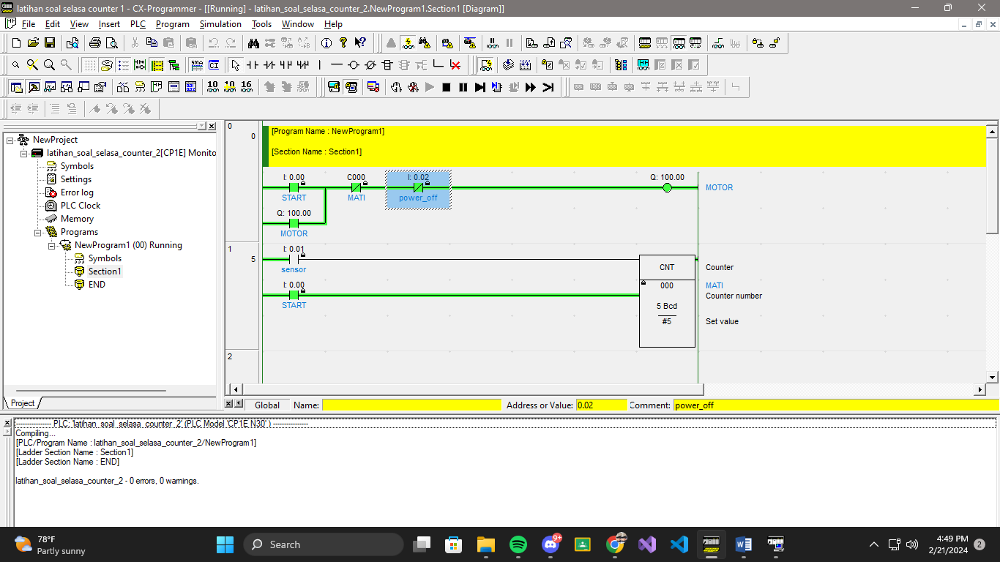 latihan soal selasa counter 1 - CX-Programmer - [[Running] - latihan_soal_selasa_counter_2.NewProgram1.Section1 [Diagram]]
File Edit View Insert PLC Program Simulation Tools Window Help
SMA CI
10 10 16
NewProject
latihan_soal_selasa_counter_2[CP1E] Monito
Symbols
Settings
Error log
PLC Clock
Memory
Programs
NewProgram1 (00) Running
Symbols
Section1
END
Project
0
0
[Program Name : NewProgram1]
[Section Name : Section1]
I: 0.00 C000 I: 0.02 Q: 100.00
MOTOR
START MATI power_off
Q: 100.00
MOTOR
1
5
I: 0.01
sensor
CNT Counter
I: 0.00
START
000 MATI
Counter number
5 Bcd
#5 Set value
2
Global Name: Address or Value: 0.02 Comment: power_off
---------------- PLC: 'latihan_soal_selasa_counter_2' (PLC Model 'CP1E N30' ) ----------------
Compiling...
[PLC/Program Name : latihan_soal_selasa_counter_2/NewProgram1]
[Ladder Section Name : Section1]
[Ladder Section Name : END]
latihan_soal_selasa_counter_2 - 0 errors, 0 warnings.
78°F
Partly sunny
Search
9+
4:49 PM
2/21/2024
2